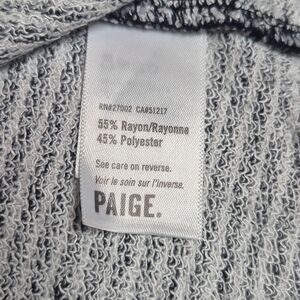 RN#27002 CA#51217
55% Rayon/Rayonne
45% Polyester
See care on reverse.
Voir le soin sur l'inverse.
PAIGE.